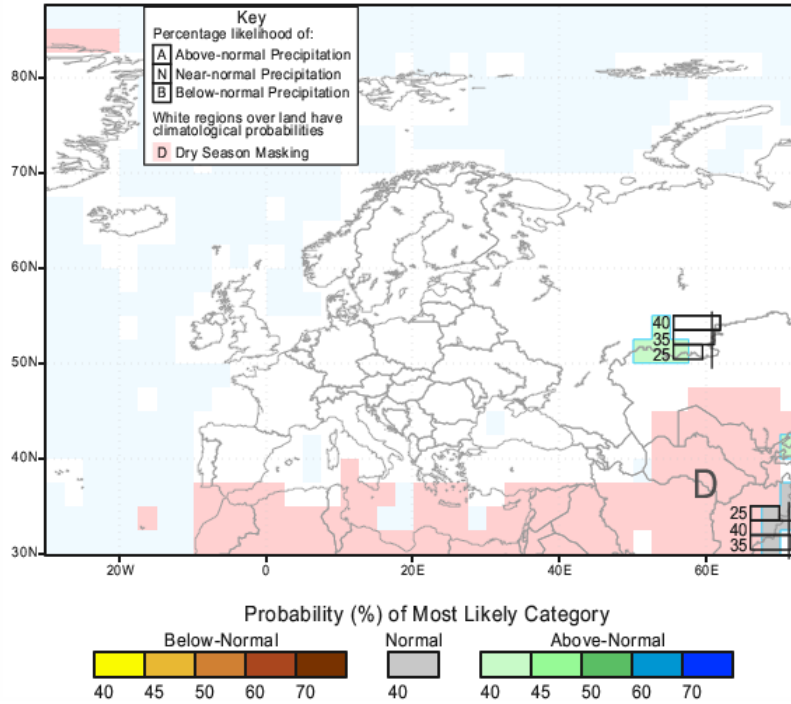 Key
Percentage likelihood of:
A Above-normal Precipitation
N Near-normal Precipitation
B Below-normal Precipitation
White regions over land have
climatological probabilities
D Dry Season Masking
80N
70N
60N
50N
40N
30N
40
35
25
D
25
40
35
20W 0 20E 40E 60E
Probability (%) of Most Likely Category
Below-Normal Normal Above-Normal
40 45 50 60 70 40 40 45 50 60 70